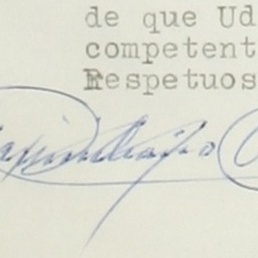 de que Ud
competent
Respetuos